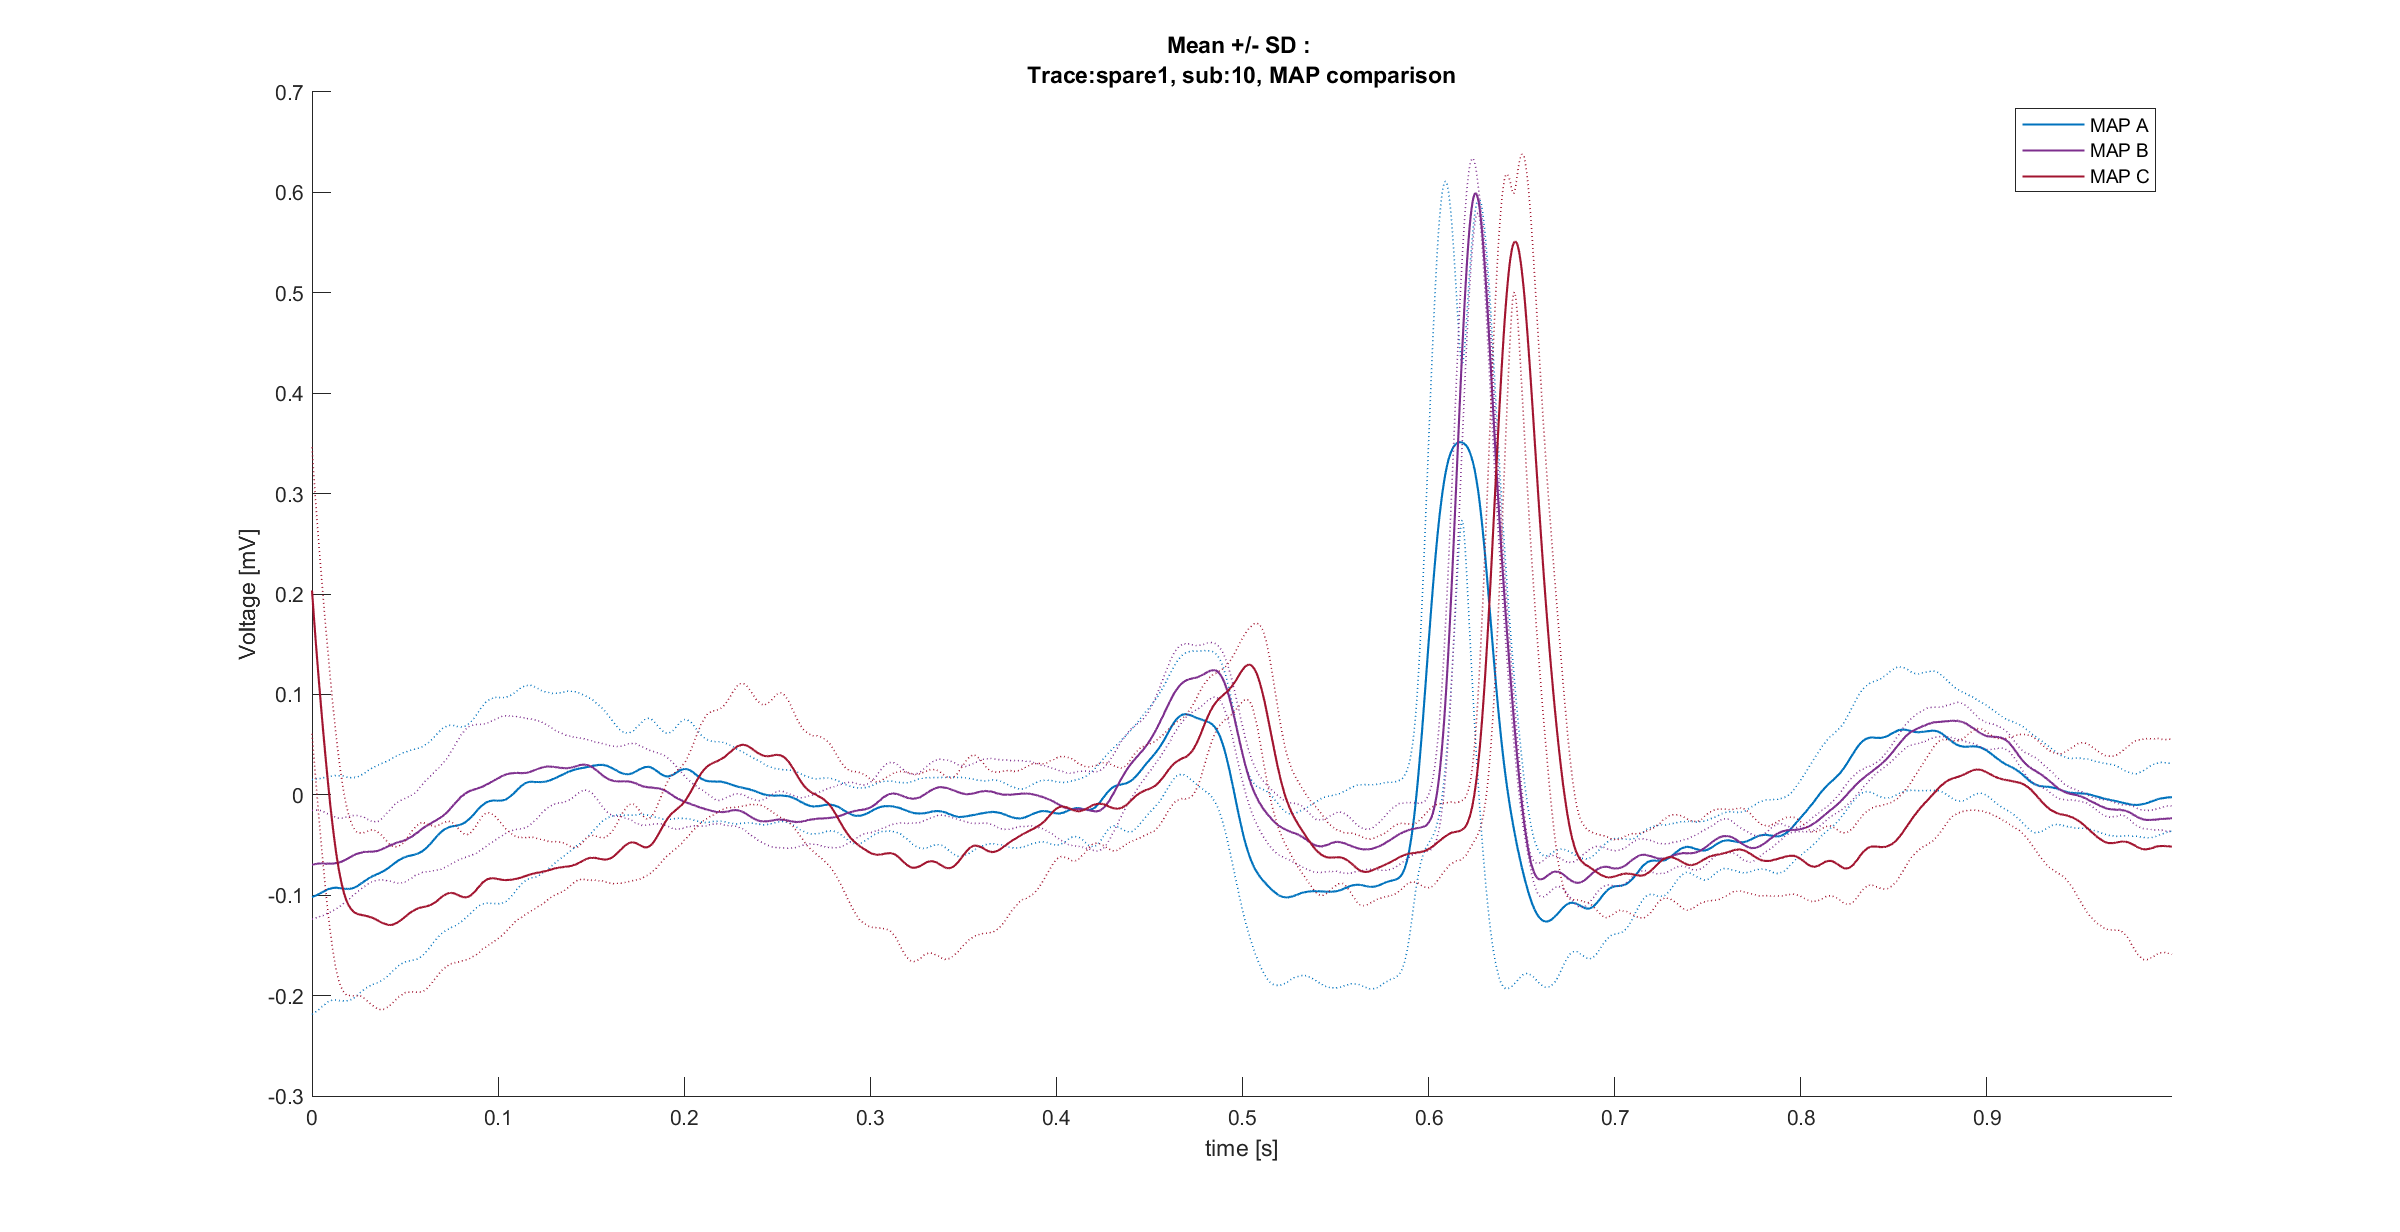 Mean +/- SD :
Trace:spare1, sub:10, MAP comparison
MAP A
MAP B
MAP C
0.7
0.6
0.5
0.4
0.3
0.2
0.1
0
-0.1
-0.2
-0.3
Voltage [mV]
0 0.1 0.2 0.3 0.4 0.5 0.6 0.7 0.8 0.9
time [s]